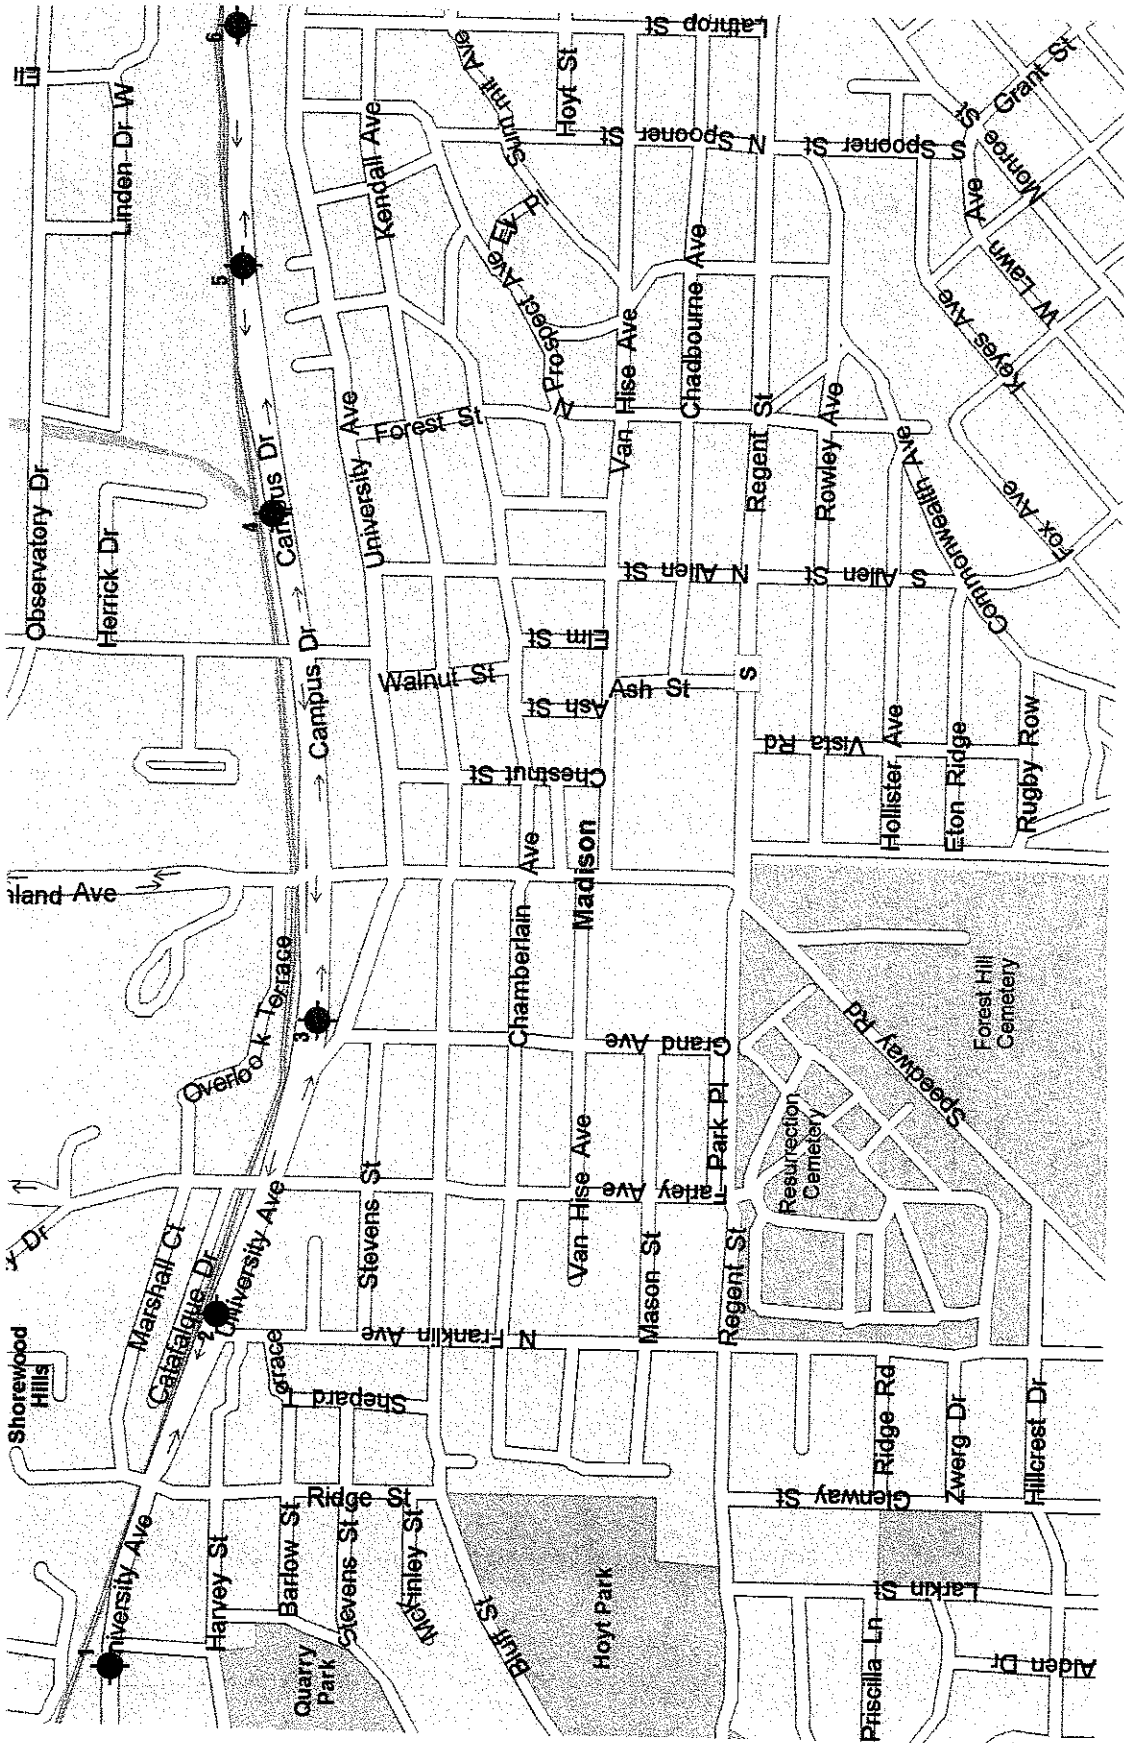 6
Linden Dr W
Kendall Ave
Summit Ave
Hoyt St
Lathrop St
N Spooner St
S Spooner St
Monroe St
Grant St
Ely Pl
Prospect Ave
N
Chadbourne Ave
Keyes Ave
W Lawn Ave
5
Van Hise Ave
Regent St
Rowley Ave
Commonwealth Ave
Fox Ave
Forest St
University Ave
Campus Dr
4
Observatory Dr
Herrick Dr
N Allen St
S Allen St
Elm St
Walnut St
Ash St
Ash St
S
Campus Dr
Chestnut St
Vista Rd
Hollister Ave
Eton Ridge
Rugby Row
Madison
Chamberlain Ave
land Ave
Overlook Terrace
3
Grand Ave
Speedway Rd
Forest Hill
Cemetery
Resurrection
Cemetery
Park Pl
Farley Ave
Van Hise Ave
Mason St
Regent St
Stevens St
University Ave
y Dr
Marshall Ct
Catafalque Dr
2
N Franklin Ave
Shorewood
Hills
Shepard
Terrace
Ridge St
Glenway St
Ridge Rd
Zwerg Dr
Hillcrest Dr
University Ave
1
Harvey St
Barlow St
Stevens St
McKinley St
Bluff St
Quarry
Park
Hoyt Park
Larkin St
Priscilla Ln
Alden Dr